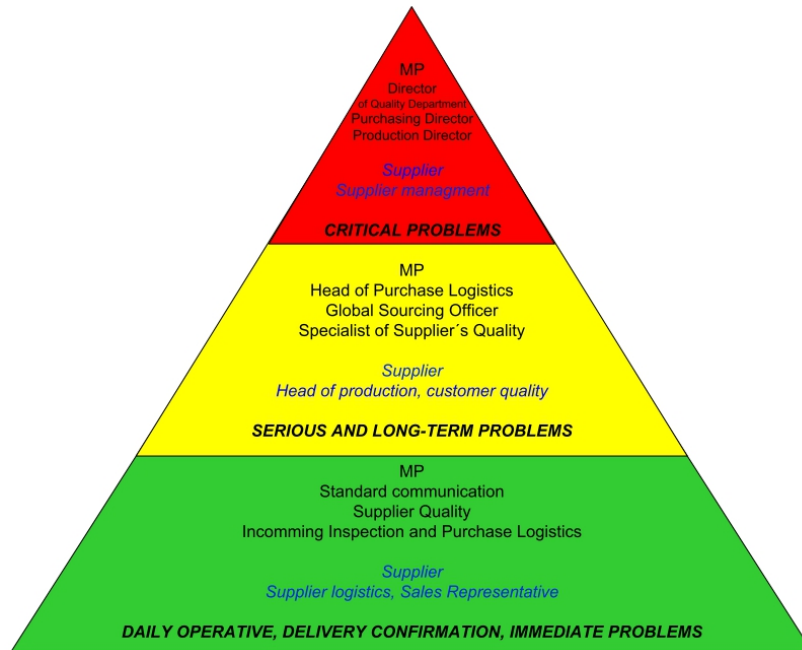 MP
Director
of Quality Department
Purchasing Director
Production Director
Supplier
Supplier managment
CRITICAL PROBLEMS
MP
Head of Purchase Logistics
Global Sourcing Officer
Specialist of Supplier´s Quality
Supplier
Head of production, customer quality
SERIOUS AND LONG-TERM PROBLEMS
MP
Standard communication
Supplier Quality
Incomming Inspection and Purchase Logistics
Supplier
Supplier logistics, Sales Representative
DAILY OPERATIVE, DELIVERY CONFIRMATION, IMMEDIATE PROBLEMS